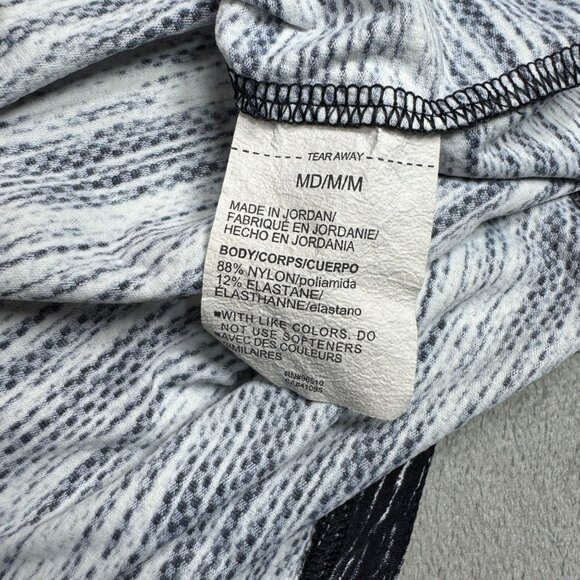 TEAR AWAY
MD/M/M
MADE IN JORDAN/
FABRIQUÉ EN JORDANIE/
HECHO EN JORDANIA
BODY/CORPS/CUERPO
88% NYLON/poliamida
12% ELASTANE/
ELASTHANNE/elastano
■WITH LIKE COLORS. DO
NOT USE SOFTENERS
AVEC DES COULEURS
SIMILAIRES